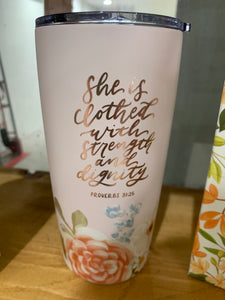 She is
clothed
with
strength
and
dignity
PROVERBS 31:25